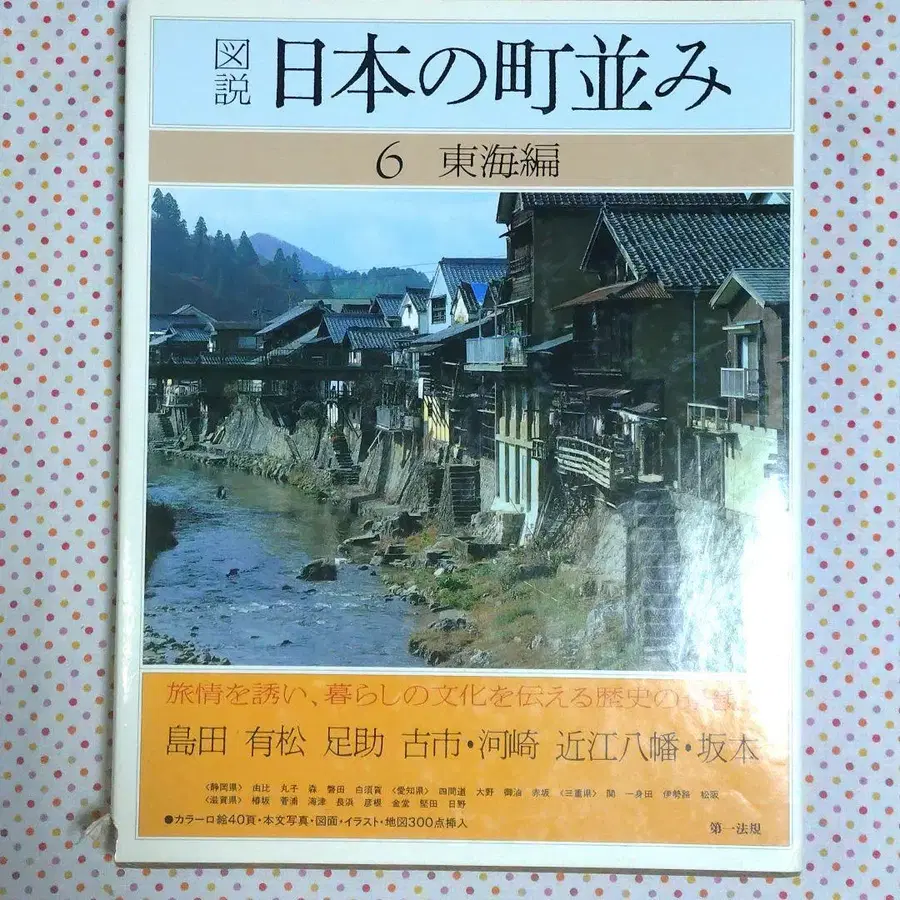 図説 日本の町並み
6 東海編
旅情を誘い、暮らしの文化を伝える歴史の
島田 有松 足助 古市・河崎 近江八幡・坂本
〈静岡県〉 由比 丸子 森 磐田 白須賀 〈愛知県〉 四間道 大野 御油 赤坂 〈三重県〉 関 一身田 伊勢路 松阪
〈滋賀県〉 椿坂 菅浦 海津 長浜 彦根 金堂 堅田 日野
●カラー口絵40頁・本文写真・図面・イラスト・地図300点挿入
第一法規